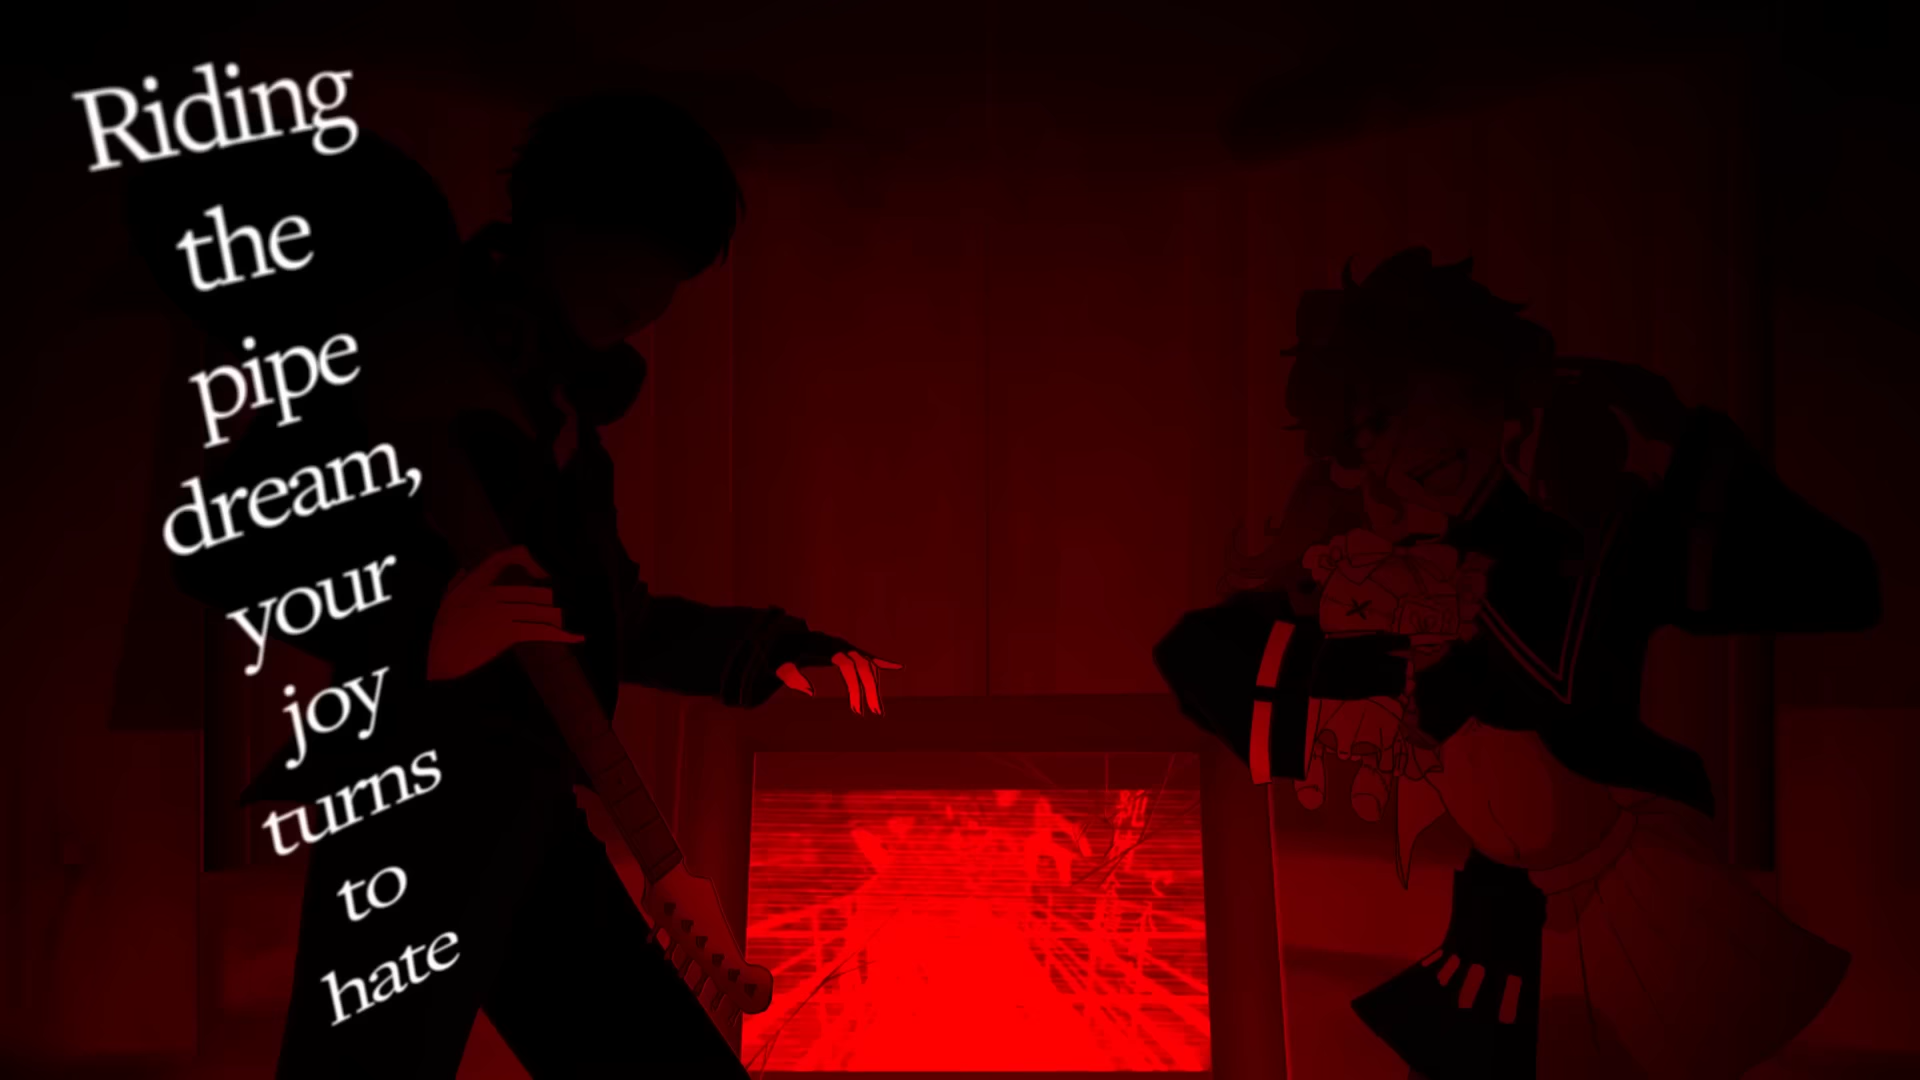 Riding
the
pipe
dream,
your
joy
turns
to
hate